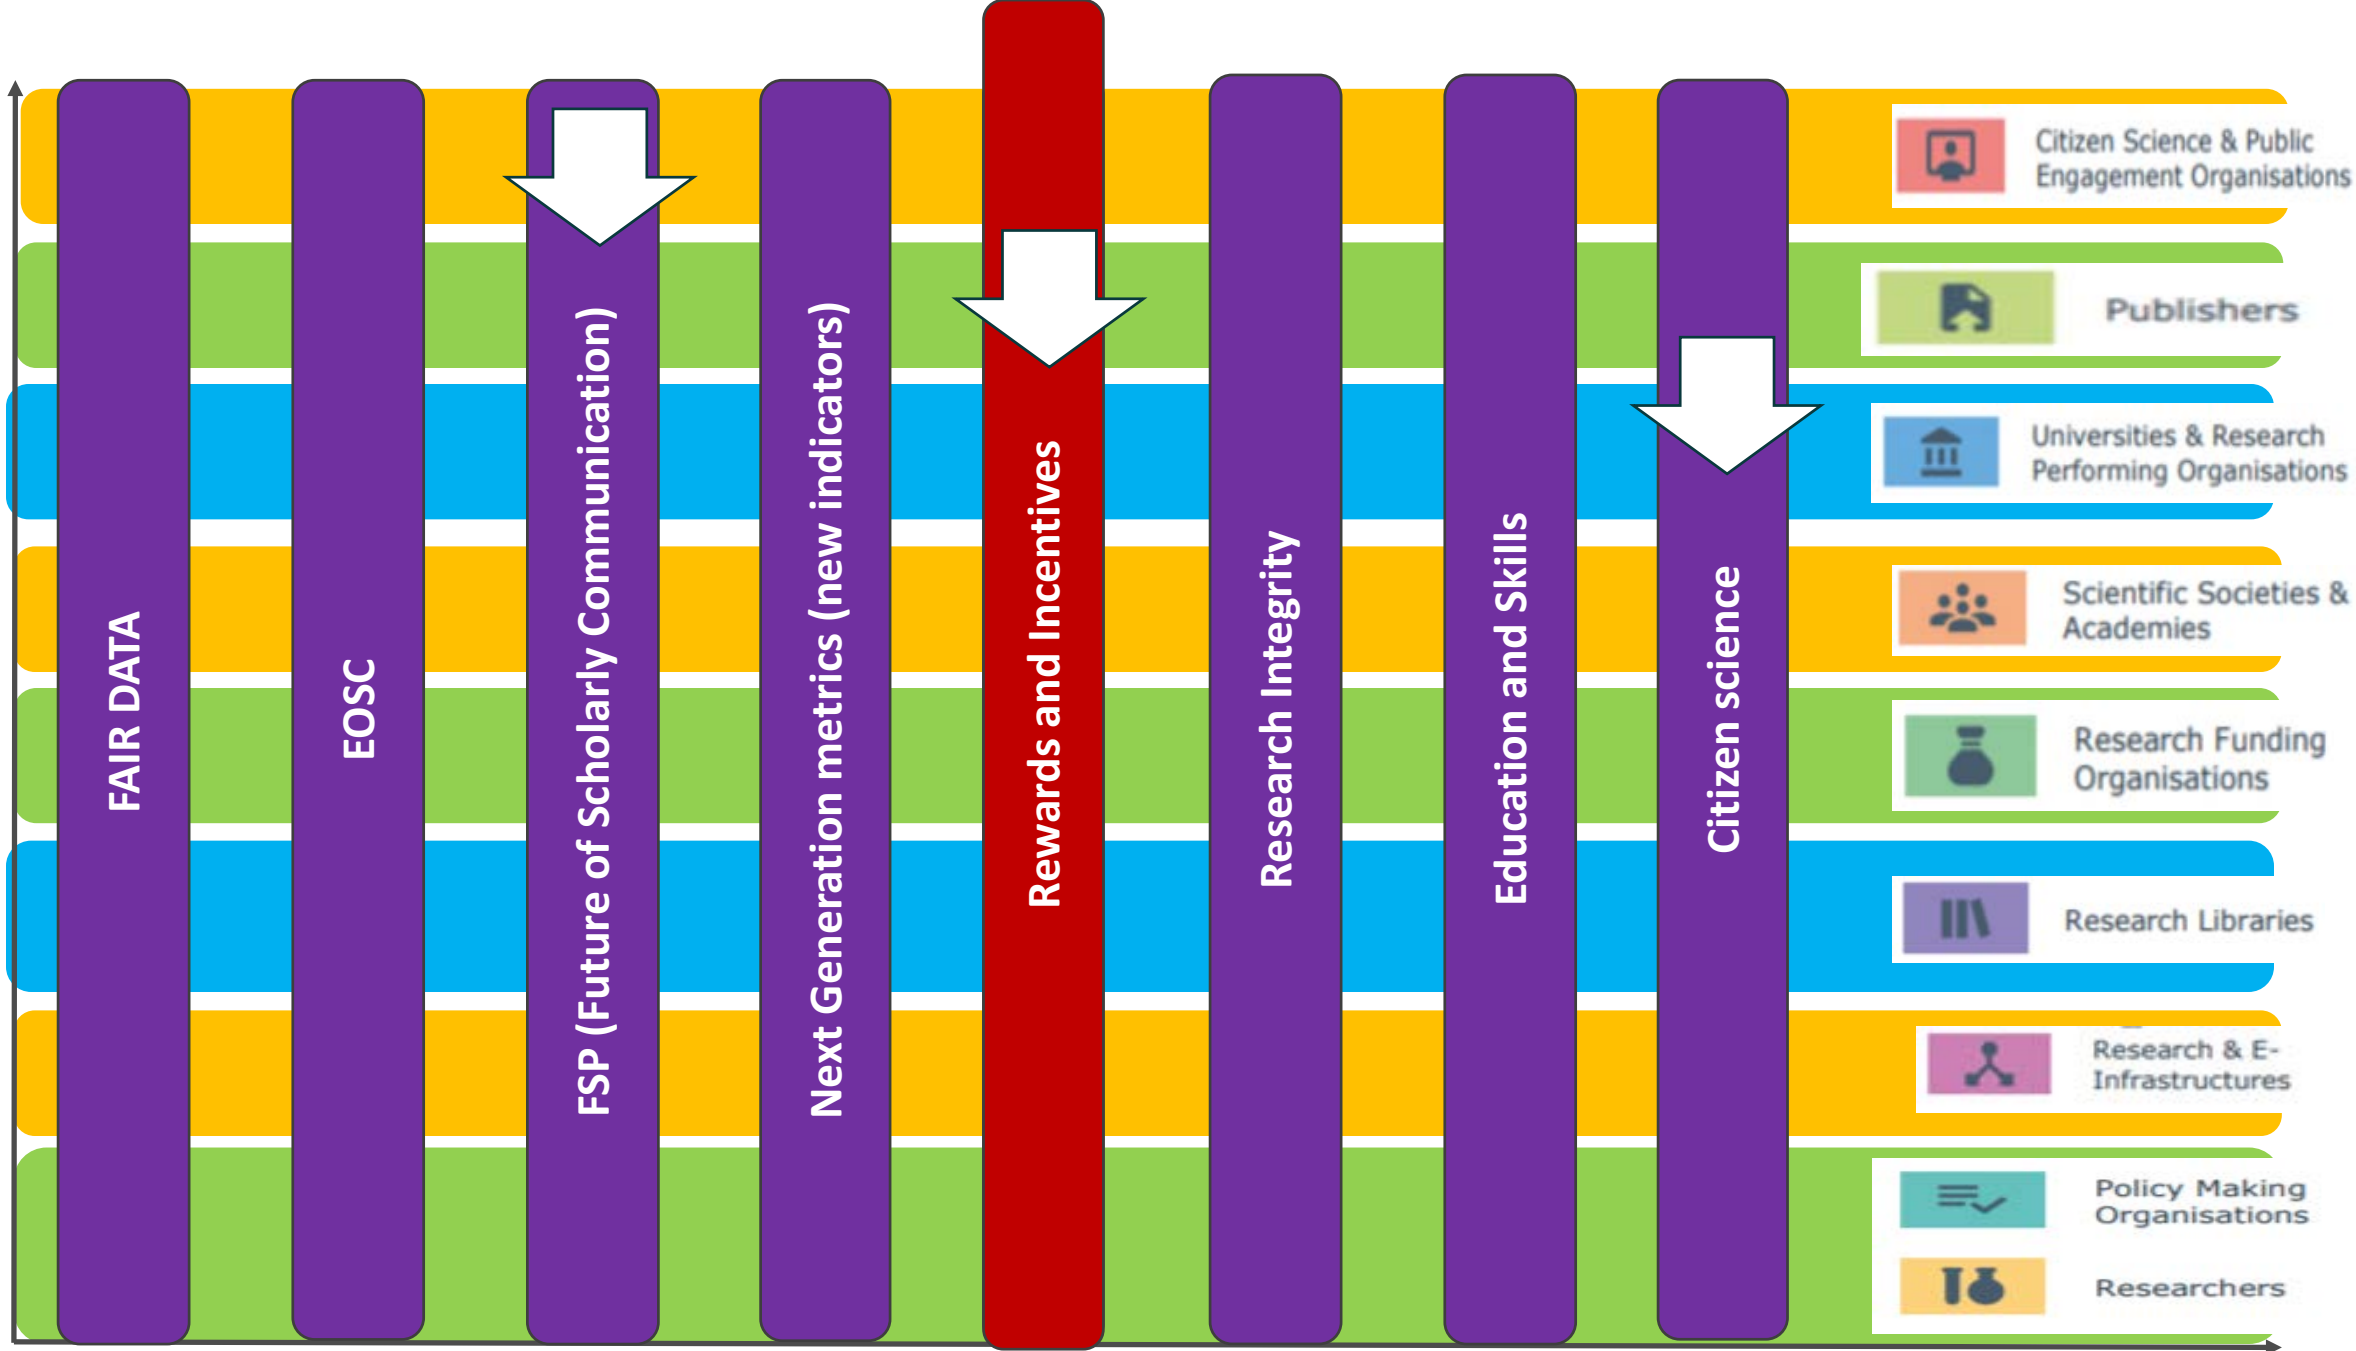 FAIR DATA
EOSC
FSP (Future of Scholarly Communication)
Next Generation metrics (new indicators)
Rewards and Incentives
Research Integrity
Education and Skills
Citizen science
Citizen Science & Public
Engagement Organisations
Publishers
Universities & Research
Performing Organisations
Scientific Societies &
Academies
Research Funding
Organisations
Research Libraries
Research & E-
Infrastructures
Policy Making
Organisations
Researchers